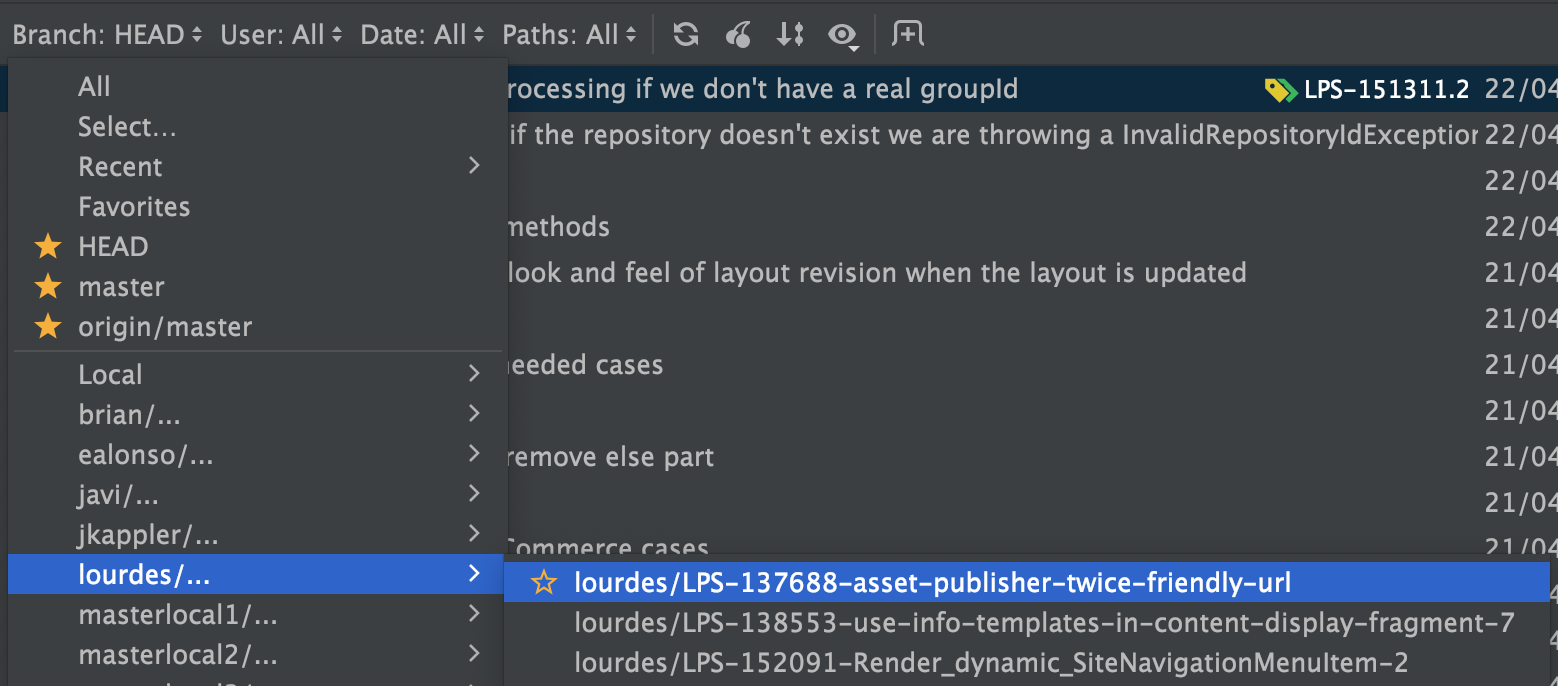 Branch: HEAD User: All Date: All Paths: All
All
rocessing if we don't have a real groupId LPS-151311.2 22/04
Select...
if the repository doesn't exist we are throwing a InvalidRepositoryIdException 22/04
Recent
22/04
Favorites
methods 22/04
HEAD
look and feel of layout revision when the layout is updated 21/04
master
origin/master
21/04
Local
needed cases 21/04
brian/...
21/04
ealonso/...
remove else part 21/04
javi/...
21/04
jkappler/...
Commerce cases 21/04
lourdes/...
lourdes/LPS-137688-asset-publisher-twice-friendly-url
masterlocal1/...
lourdes/LPS-138553-use-info-templates-in-content-display-fragment-7
masterlocal2/...
lourdes/LPS-152091-Render_dynamic_SiteNavigationMenuItem-2